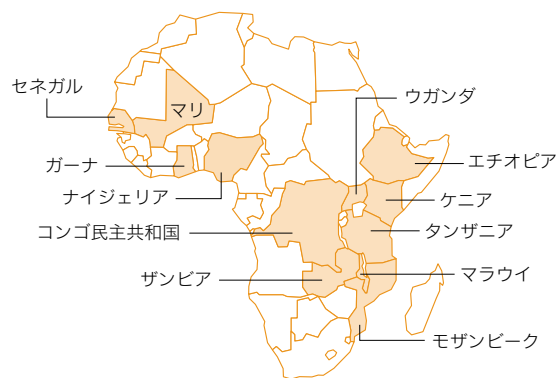 セネガル
マリ
ウガンダ
ガーナ
エチオピア
ナイジェリア
ケニア
コンゴ民主共和国
タンザニア
ザンビア
マラウイ
モザンビーク